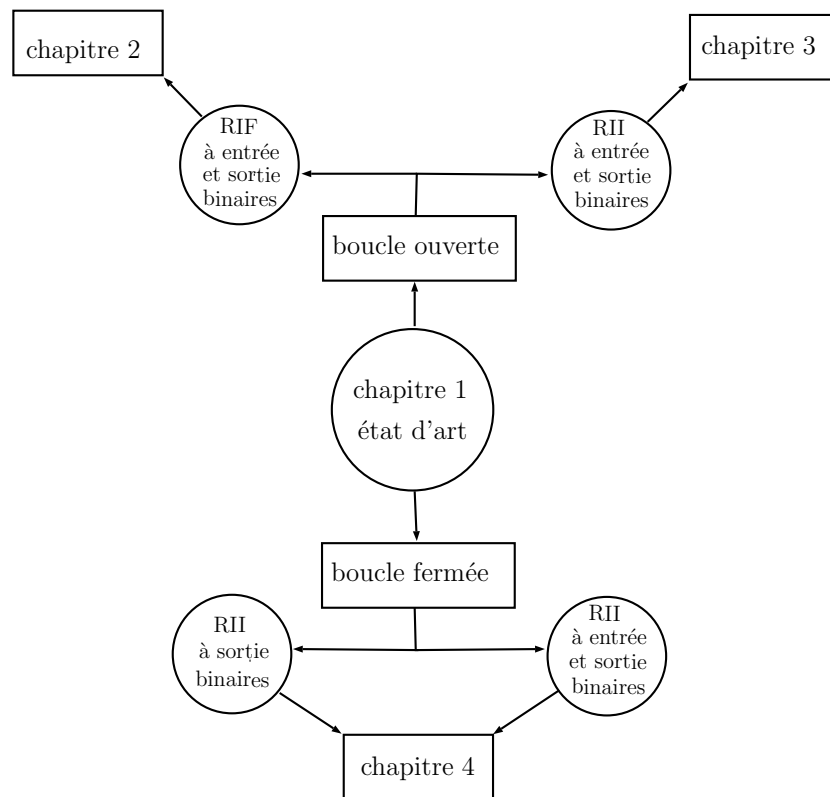 chapitre 2
chapitre 3
RIF
à entrée
et sortie
binaires
RII
à entrée
et sortie
binaires
boucle ouverte
chapitre 1
état d'art
boucle fermée
RII
à sortie
binaires
RII
à entrée
et sortie
binaires
chapitre 4